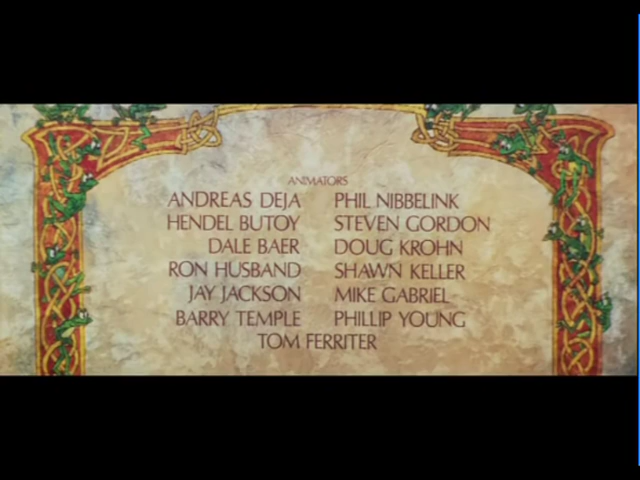 ANIMATORS
ANDREAS DEJA PHIL NIBBELINK
HENDEL BUTOY STEVEN GORDON
DALE BAER DOUG KROHN
RON HUSBAND SHAWN KELLER
JAY JACKSON MIKE GABRIEL
BARRY TEMPLE PHILLIP YOUNG
TOM FERRITER